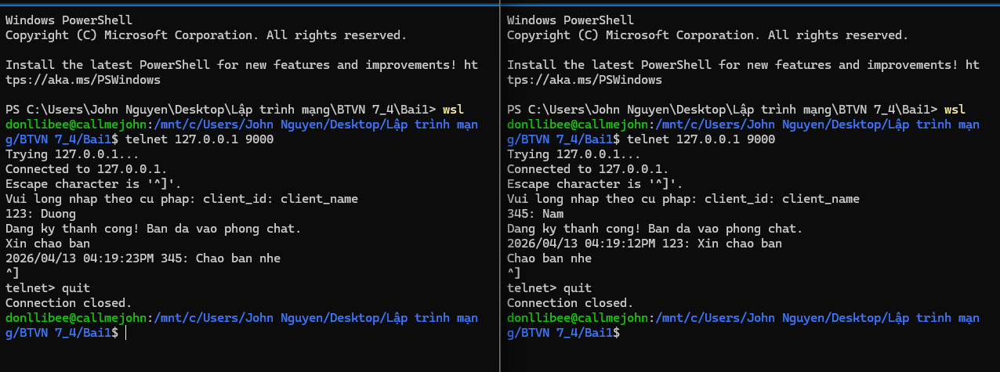 Windows PowerShell
Copyright (C) Microsoft Corporation. All rights reserved.
Install the latest PowerShell for new features and improvements! ht
tps://aka.ms/PSWindows
PS C:\Users\John Nguyen\Desktop\Lập trình mạng\BTVN 7_4\Bai1> wsl
donllibee@callmejohn:/mnt/c/Users/John Nguyen/Desktop/Lập trình mạn
g/BTVN 7_4/Bai1$ telnet 127.0.0.1 9000
Trying 127.0.0.1...
Connected to 127.0.0.1.
Escape character is '^]'.
Vui long nhap theo cu phap: client_id: client_name
123: Duong
Dang ky thanh cong! Ban da vao phong chat.
Xin chao ban
2026/04/13 04:19:23PM 345: Chao ban nhe
^]
telnet> quit
Connection closed.
donllibee@callmejohn:/mnt/c/Users/John Nguyen/Desktop/Lập trình mạn
g/BTVN 7_4/Bai1$
Windows PowerShell
Copyright (C) Microsoft Corporation. All rights reserved.
Install the latest PowerShell for new features and improvements! ht
tps://aka.ms/PSWindows
PS C:\Users\John Nguyen\Desktop\Lập trình mạng\BTVN 7_4\Bai1> wsl
donllibee@callmejohn:/mnt/c/Users/John Nguyen/Desktop/Lập trình mạn
g/BTVN 7_4/Bai1$ telnet 127.0.0.1 9000
Trying 127.0.0.1...
Connected to 127.0.0.1.
Escape character is '^]'.
Vui long nhap theo cu phap: client_id: client_name
345: Nam
Dang ky thanh cong! Ban da vao phong chat.
2026/04/13 04:19:12PM 123: Xin chao ban
Chao ban nhe
^]
telnet> quit
Connection closed.
donllibee@callmejohn:/mnt/c/Users/John Nguyen/Desktop/Lập trình mạn
g/BTVN 7_4/Bai1$